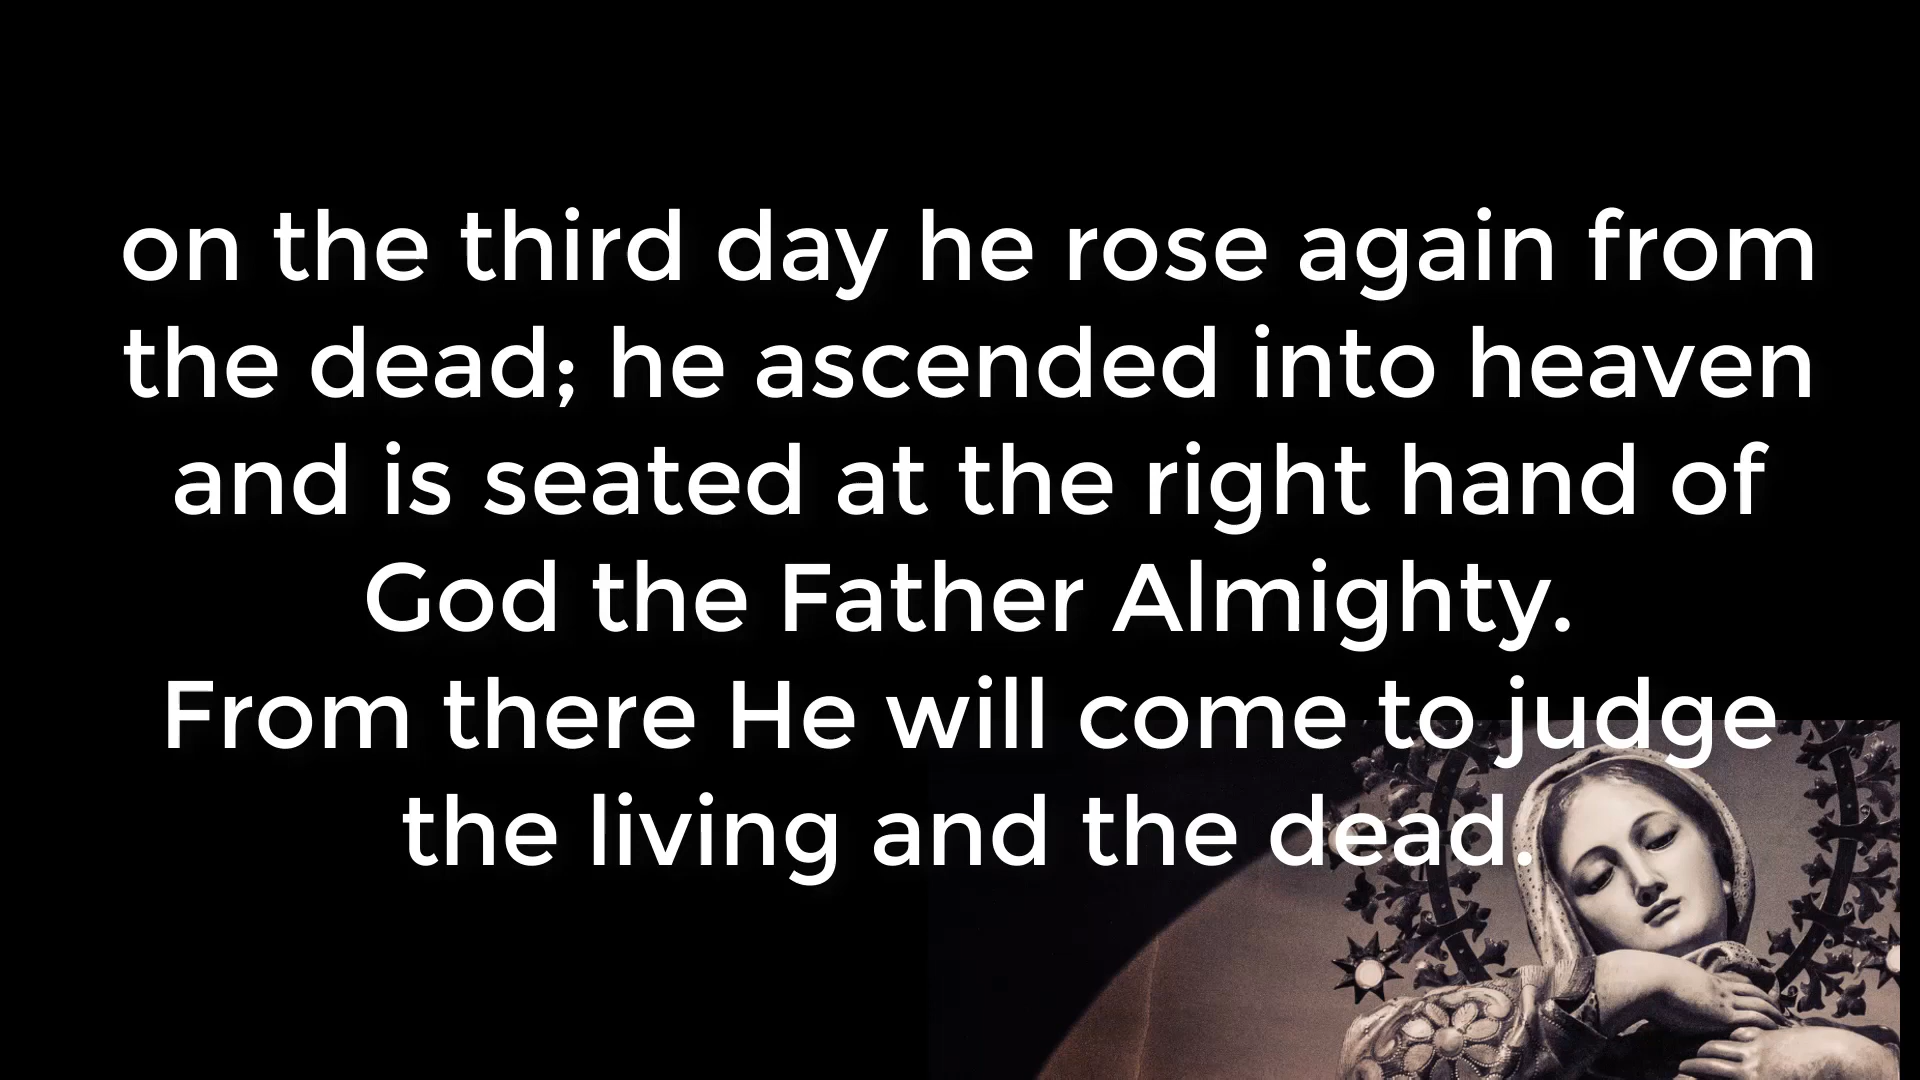 on the third day he rose again from
the dead; he ascended into heaven
and is seated at the right hand of
God the Father Almighty.
From there He will come to judge
the living and the dead.